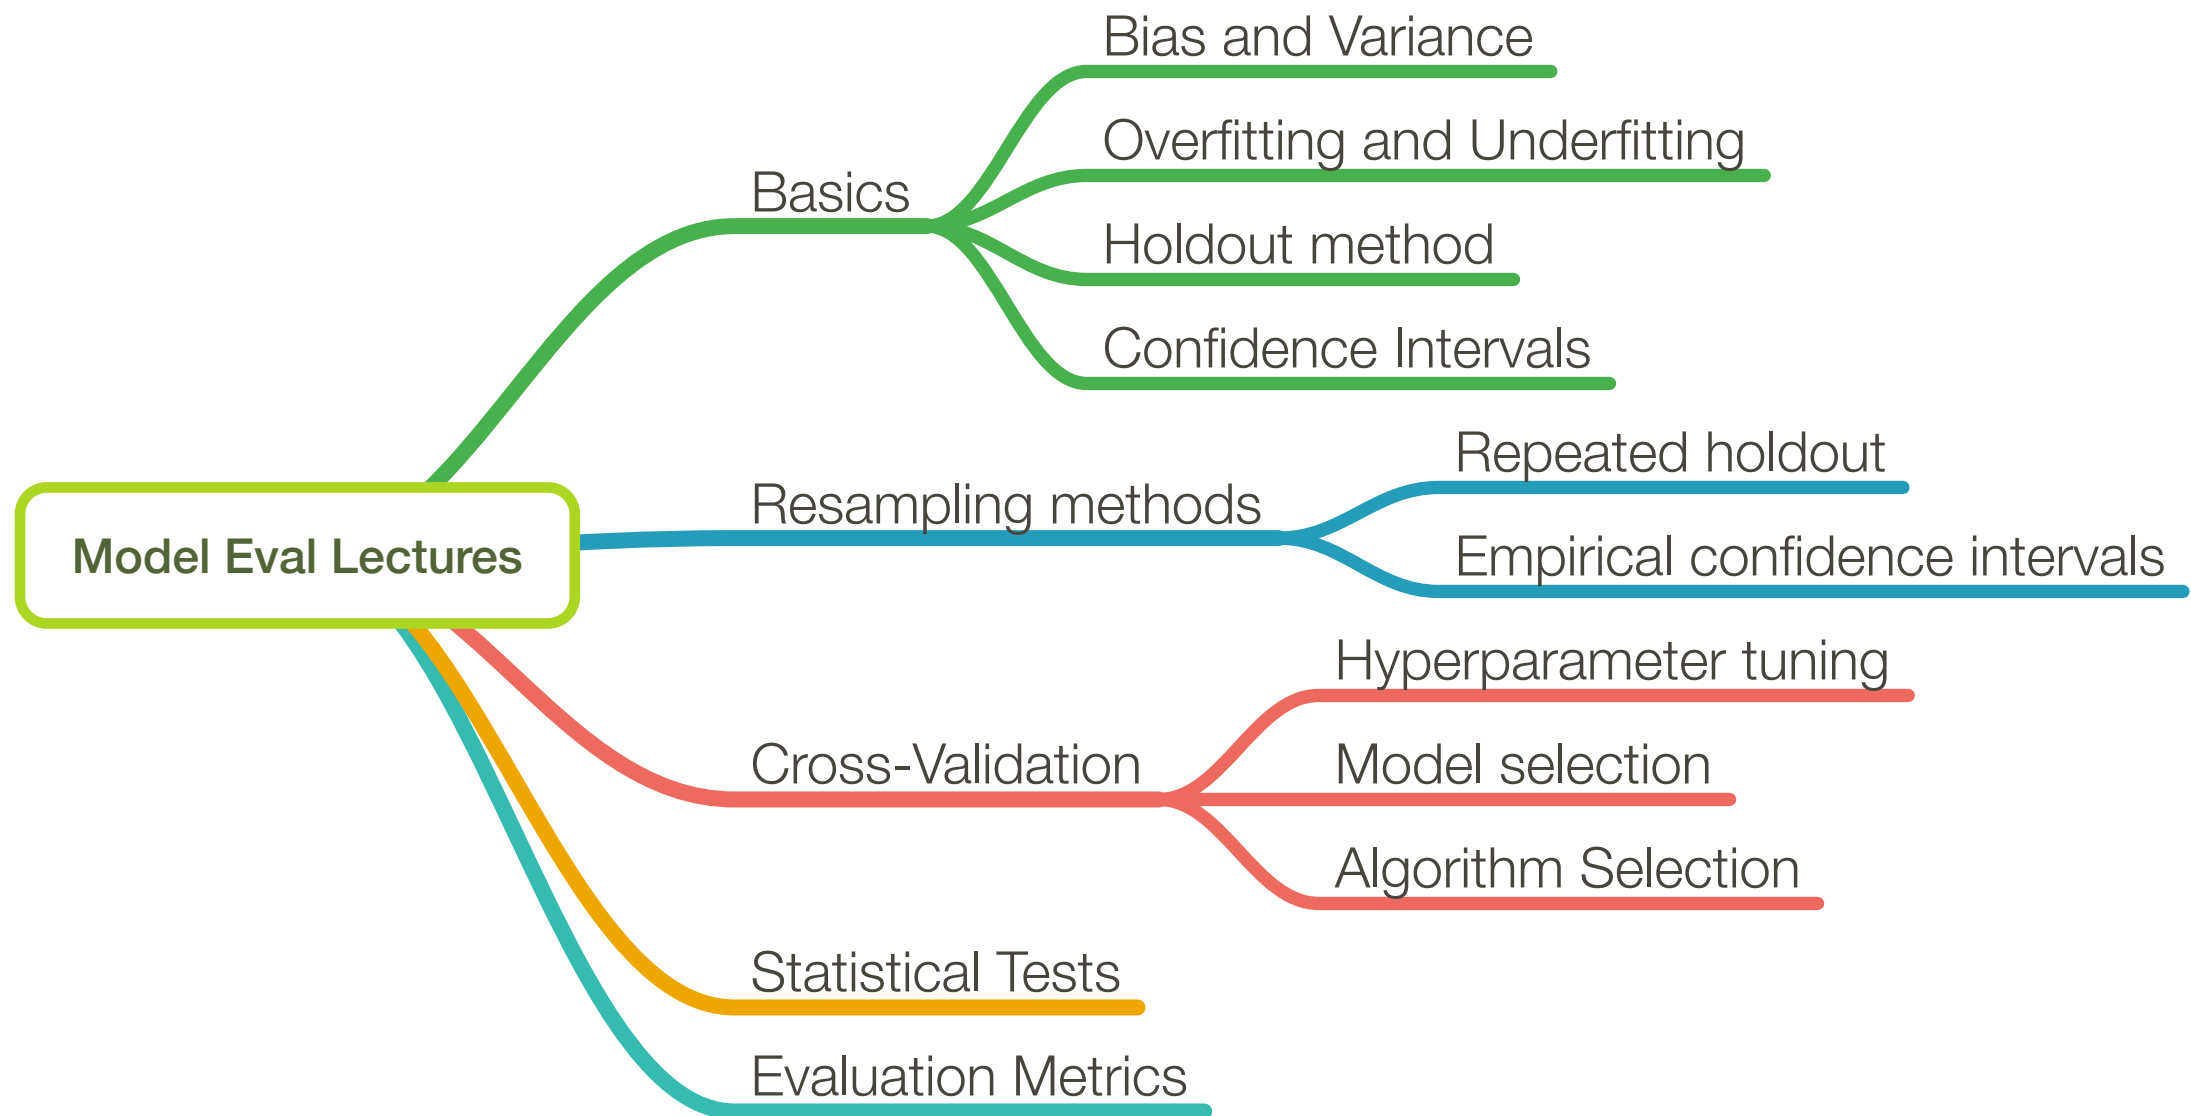 Model Eval Lectures
Basics
Bias and Variance
Overfitting and Underfitting
Holdout method
Confidence Intervals
Resampling methods
Repeated holdout
Empirical confidence intervals
Cross-Validation
Hyperparameter tuning
Model selection
Algorithm Selection
Statistical Tests
Evaluation Metrics